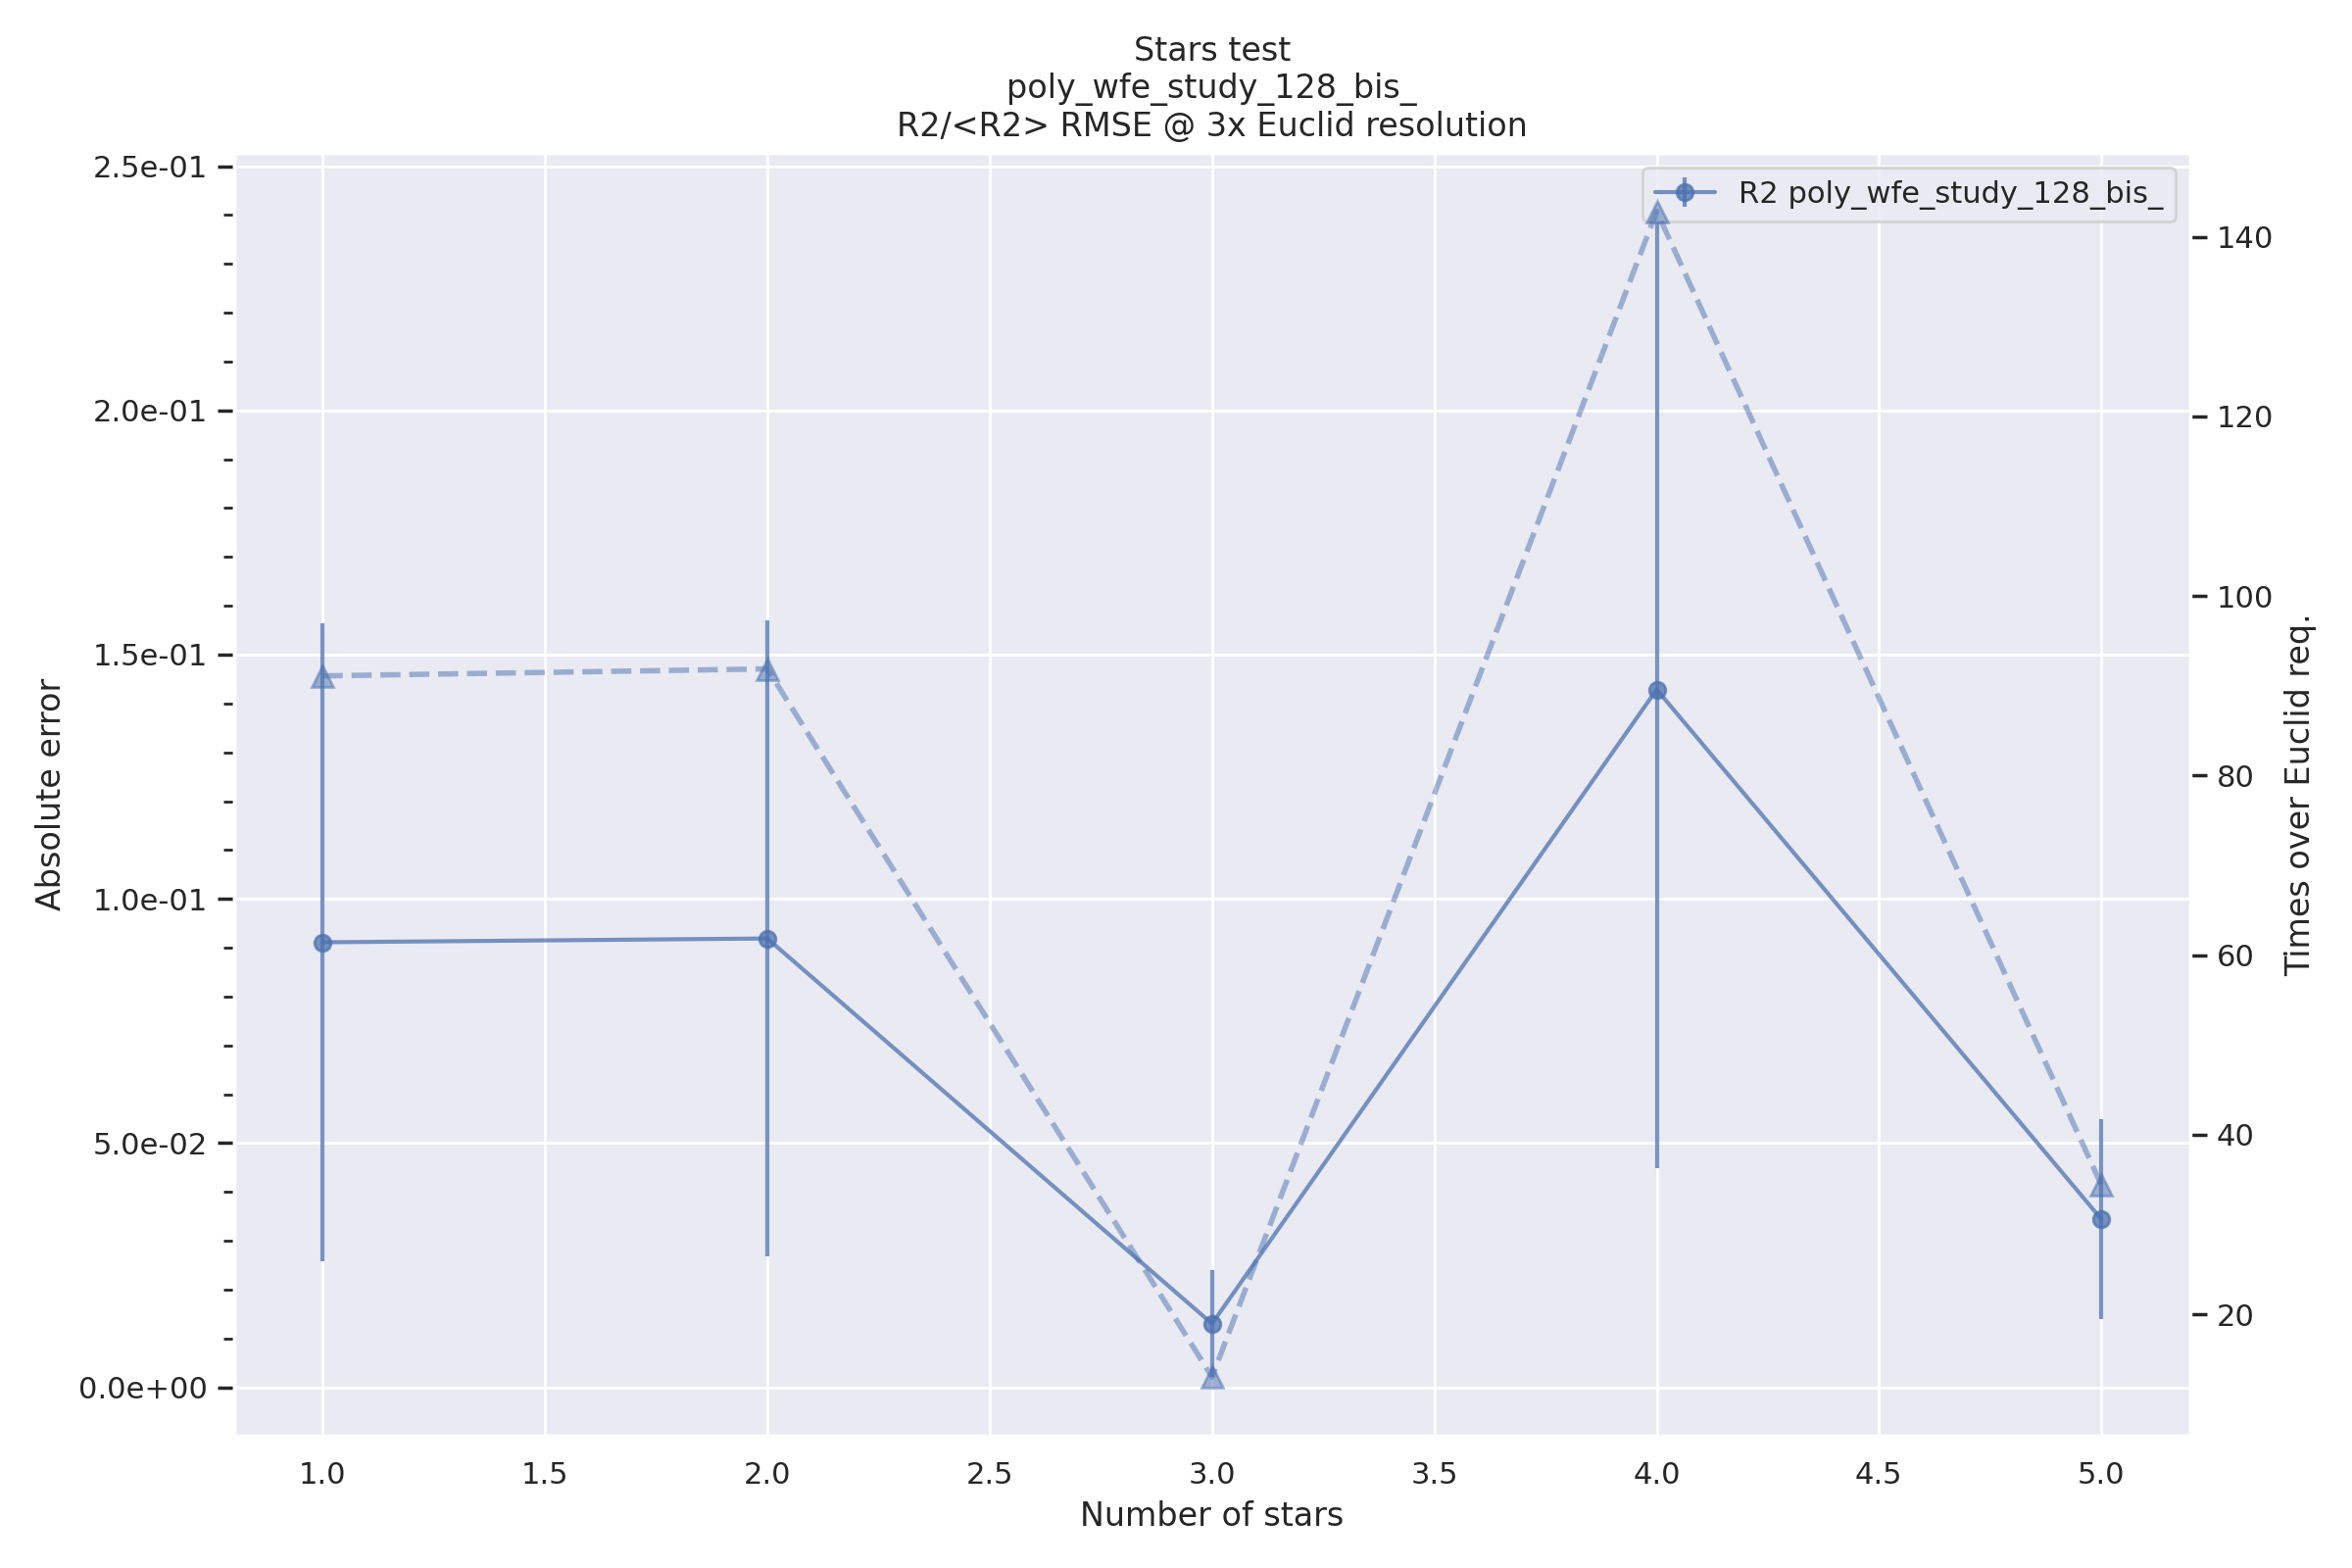 Stars test
poly_wfe_study_128_bis_
R2/<R2> RMSE @ 3x Euclid resolution
R2 poly_wfe_study_128_bis_
Absolute error
2.5e-01
2.0e-01
1.5e-01
1.0e-01
5.0e-02
0.0e+00
140
120
100
80
60
40
20
Times over Euclid req.
1.0 1.5 2.0 2.5 3.0 3.5 4.0 4.5 5.0
Number of stars